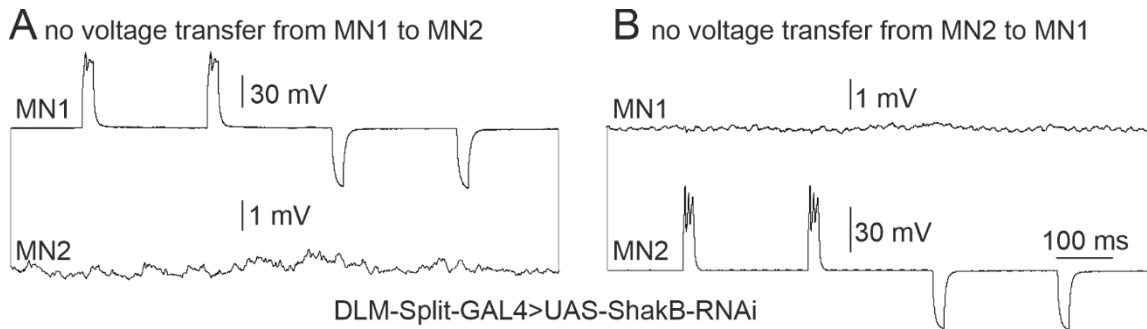 A no voltage transfer from MN1 to MN2
MN1
30 mV
1 mV
MN2
B no voltage transfer from MN2 to MN1
MN1
1 mV
MN2
30 mV
100 ms
DLM-Split-GAL4>UAS-ShakB-RNAi